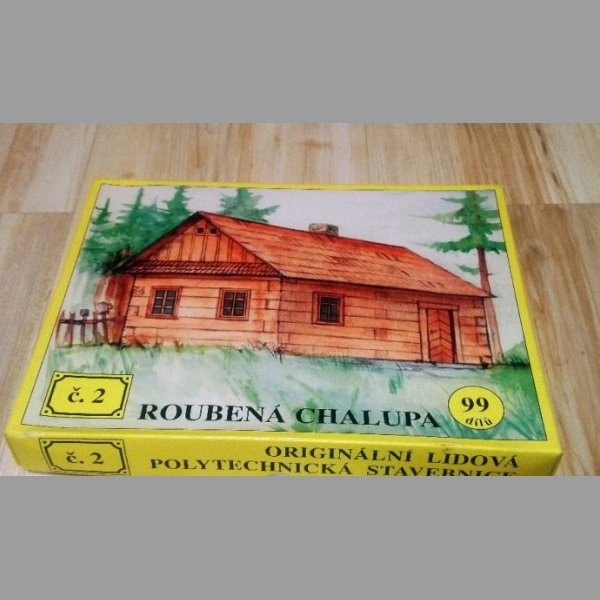 č. 2
ROUBENÁ CHALUPA
99
dílů
č. 2
ORIGINÁLNÍ LIDOVÁ
POLYTECHNICKÁ STAVEBNICE